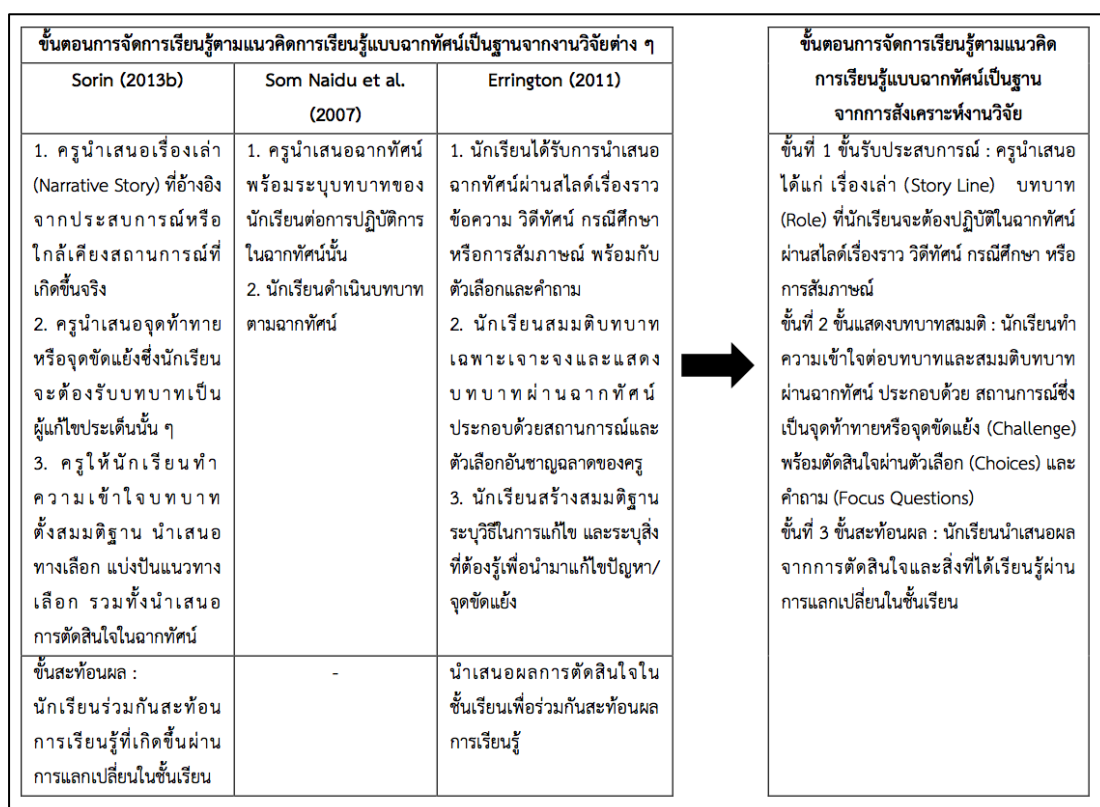 ขั้นตอนการจัดการเรียนรู้ตามแนวคิดการเรียนรู้แบบฉากทัศน์เป็นฐานจากงานวิจัยต่าง ๆ
Sorin (2013b)
Som Naidu et al.
(2007)
Errington (2011)
1. ครูนำเสนอเรื่องเล่า
(Narrative Story) ที่อ้างอิง
จากประสบการณ์หรือ
ใกล้เคียงสถานการณ์ที่
เกิดขึ้นจริง
2. ครูนำเสนอจุดท้าทาย
หรือจุดขัดแย้งซึ่งนักเรียน
จะต้องรับบทบาทเป็น
ผู้แก้ไขประเด็นนั้น ๆ
3. ครูให้นักเรียนทำ
ความเข้าใจบทบาท
ตั้งสมมติฐาน นำเสนอ
ทางเลือก แบ่งปันแนวทาง
เลือก รวมทั้งนำเสนอ
การตัดสินใจในฉากทัศน์
1. ครูนำเสนอฉากทัศน์
พร้อมระบุบทบาทของ
นักเรียนต่อการปฏิบัติการ
ในฉากทัศน์นั้น
2. นักเรียนดำเนินบทบาท
ตามฉากทัศน์
1. นักเรียนได้รับการนำเสนอ
ฉากทัศน์ผ่านสไลด์เรื่องราว
ข้อความ วิดีทัศน์ กรณีศึกษา
หรือการสัมภาษณ์ พร้อมกับ
ตัวเลือกและคำถาม
2. นักเรียนสมมติบทบาท
เฉพาะเจาะจงและแสดง
บทบาทผ่านฉากทัศน์
ประกอบด้วยสถานการณ์และ
ตัวเลือกอันชาญฉลาดของครู
3. นักเรียนสร้างสมมติฐาน
ระบุวิธีในการแก้ไข และระบุสิ่ง
ที่ต้องรู้เพื่อนำมาแก้ไขปัญหา/
จุดขัดแย้ง
ขั้นสะท้อนผล :
นักเรียนร่วมกันสะท้อน
การเรียนรู้ที่เกิดขึ้นผ่าน
การแลกเปลี่ยนในชั้นเรียน
-
นำเสนอผลการตัดสินใจใน
ชั้นเรียนเพื่อร่วมกันสะท้อนผล
การเรียนรู้
ขั้นตอนการจัดการเรียนรู้ตามแนวคิด
การเรียนรู้แบบฉากทัศน์เป็นฐาน
จากการสังเคราะห์งานวิจัย
ขั้นที่ 1 ขั้นรับประสบการณ์ : ครูนำเสนอ
ได้แก่ เรื่องเล่า (Story Line) บทบาท
(Role) ที่นักเรียนจะต้องปฏิบัติในฉากทัศน์
ผ่านสไลด์เรื่องราว วิดีทัศน์ กรณีศึกษา หรือ
การสัมภาษณ์
ขั้นที่ 2 ขั้นแสดงบทบาทสมมติ : นักเรียนทำ
ความเข้าใจต่อบทบาทและสมมติบทบาท
ผ่านฉากทัศน์ ประกอบด้วย สถานการณ์ซึ่ง
เป็นจุดท้าทายหรือจุดขัดแย้ง (Challenge)
พร้อมตัดสินใจผ่านตัวเลือก (Choices) และ
คำถาม (Focus Questions)
ขั้นที่ 3 ขั้นสะท้อนผล : นักเรียนนำเสนอผล
จากการตัดสินใจและสิ่งที่ได้เรียนรู้ผ่าน
การแลกเปลี่ยนในชั้นเรียน